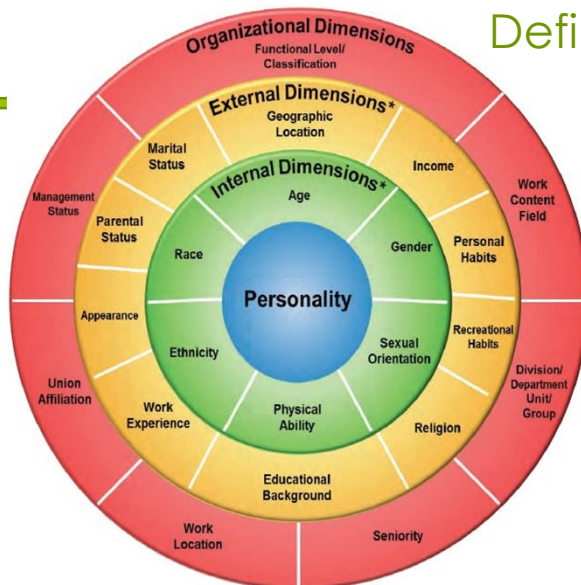 Defi
Organizational Dimensions
Functional Level/
Classification
External Dimensions*
Geographic
Location
Internal Dimensions*
Age
Personality
Gender
Sexual
Orientation
Physical
Ability
Ethnicity
Race
Income
Personal
Habits
Recreational
Habits
Religion
Educational
Background
Work
Experience
Appearance
Parental
Status
Marital
Status
Work
Content
Field
Division/
Department
Unit/
Group
Seniority
Work
Location
Union
Affiliation
Management
Status